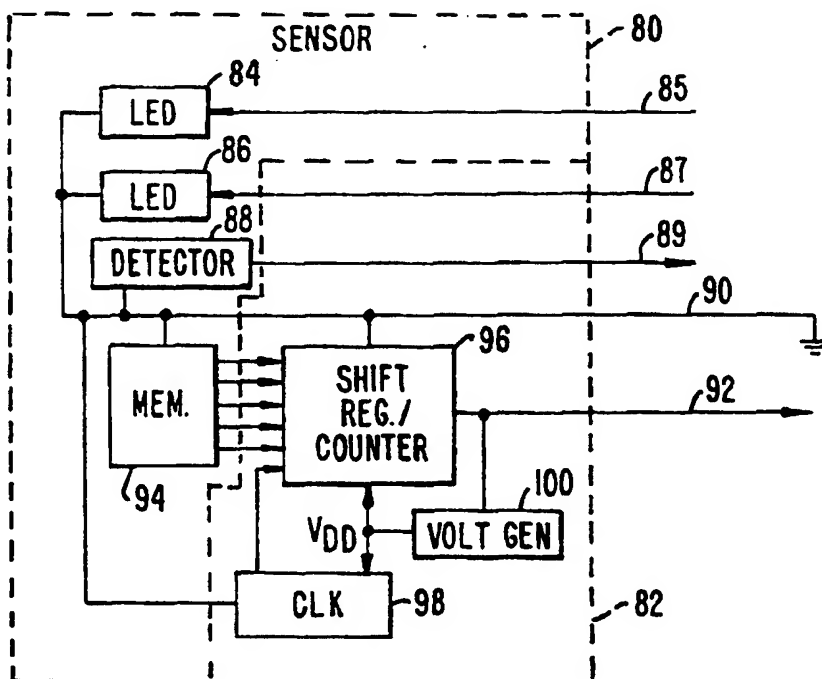 SENSOR
80
84
LED
85
86
LED
87
88
DETECTOR
89
90
96
MEM.
SHIFT
REG./
COUNTER
92
94
100
VDD
VOLT GEN
CLK
98
82